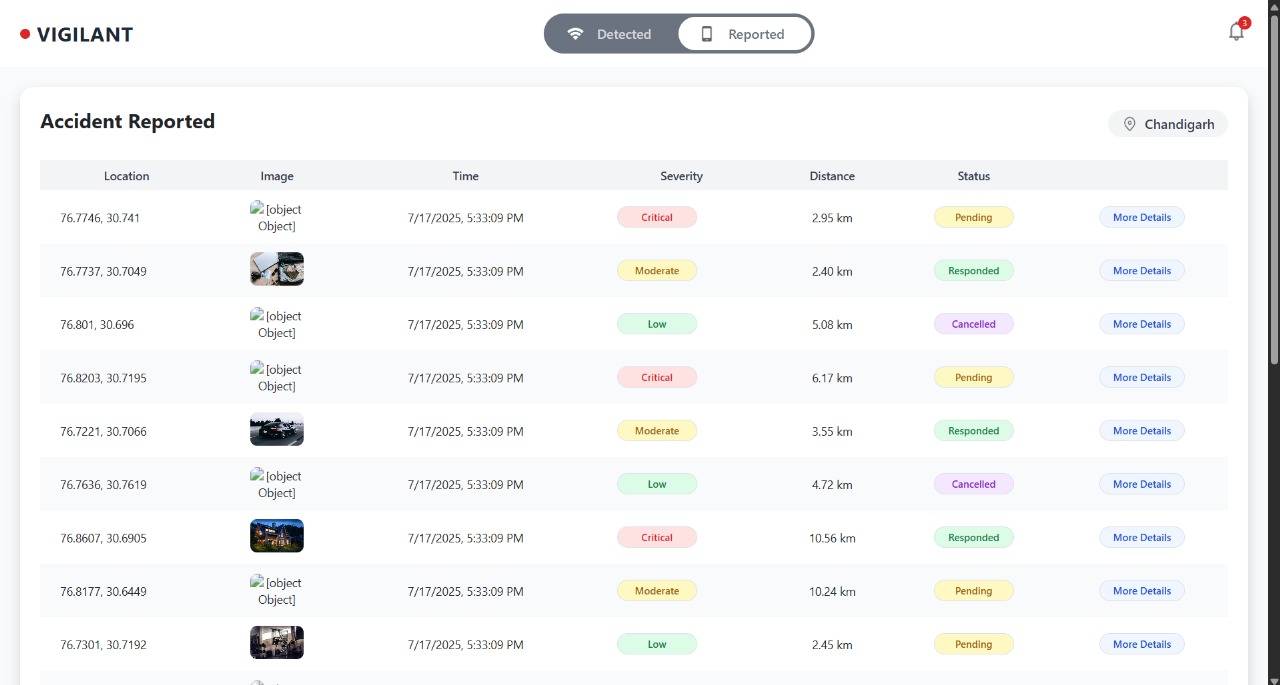 VIGILANT
Detected
Reported
3
Accident Reported
Chandigarh
Location Image Time Severity Distance Status
76.7746, 30.741 [object Object] 7/17/2025, 5:33:09 PM Critical 2.95 km Pending More Details
76.7737, 30.7049 7/17/2025, 5:33:09 PM Moderate 2.40 km Responded More Details
76.801, 30.696 [object Object] 7/17/2025, 5:33:09 PM Low 5.08 km Cancelled More Details
76.8203, 30.7195 [object Object] 7/17/2025, 5:33:09 PM Critical 6.17 km Pending More Details
76.7221, 30.7066 7/17/2025, 5:33:09 PM Moderate 3.55 km Responded More Details
76.7636, 30.7619 [object Object] 7/17/2025, 5:33:09 PM Low 4.72 km Cancelled More Details
76.8607, 30.6905 7/17/2025, 5:33:09 PM Critical 10.56 km Responded More Details
76.8177, 30.6449 [object Object] 7/17/2025, 5:33:09 PM Moderate 10.24 km Pending More Details
76.7301, 30.7192 7/17/2025, 5:33:09 PM Low 2.45 km Pending More Details